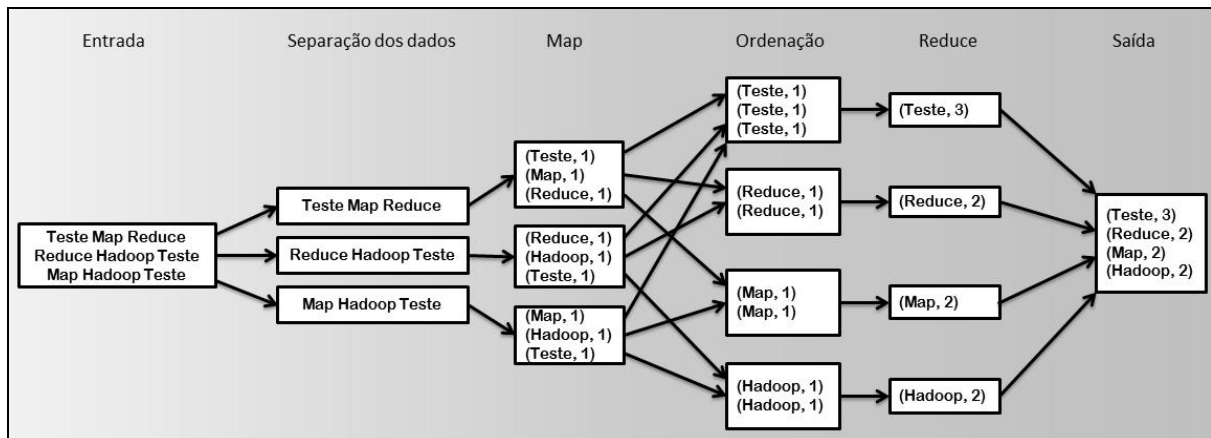 Entrada
Separação dos dados
Map
Ordenação
Reduce
Saída
Teste Map Reduce
Reduce Hadoop Teste
Map Hadoop Teste
Teste Map Reduce
Reduce Hadoop Teste
Map Hadoop Teste
(Teste, 1)
(Map, 1)
(Reduce, 1)
(Reduce, 1)
(Hadoop, 1)
(Teste, 1)
(Map, 1)
(Hadoop, 1)
(Teste, 1)
(Teste, 1)
(Teste, 1)
(Teste, 1)
(Reduce, 1)
(Reduce, 1)
(Map, 1)
(Map, 1)
(Hadoop, 1)
(Hadoop, 1)
(Teste, 3)
(Reduce, 2)
(Map, 2)
(Hadoop, 2)
(Teste, 3)
(Reduce, 2)
(Map, 2)
(Hadoop, 2)